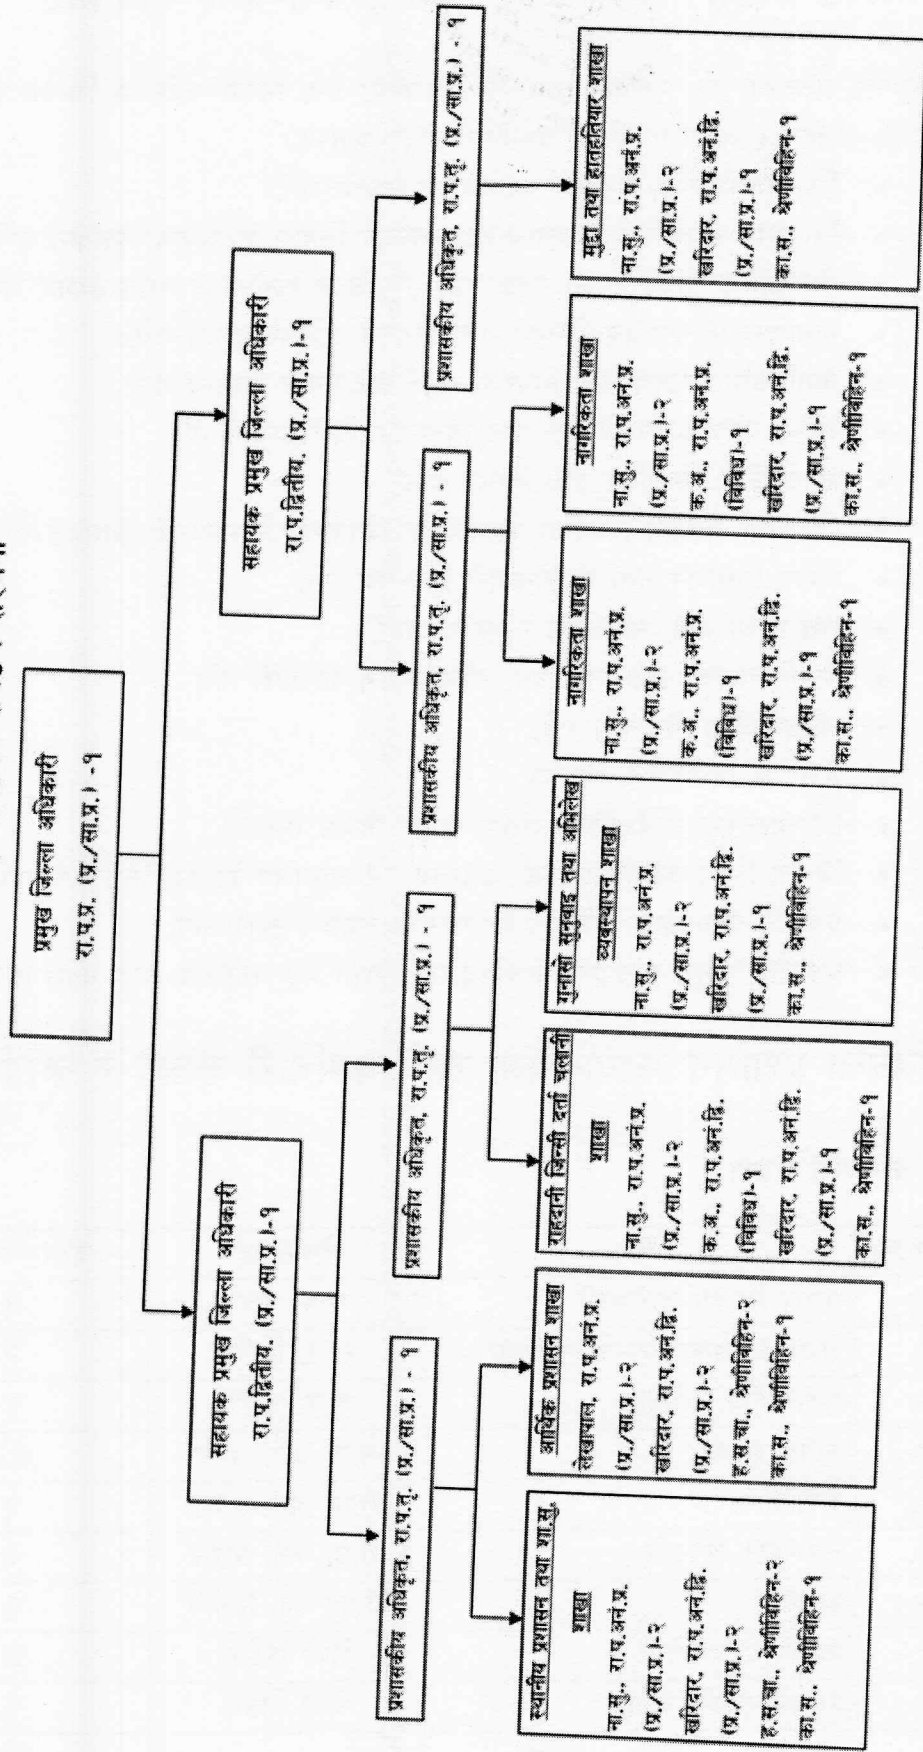 प्रमुख जिल्ला अधिकारी
रा.प.प्र. (प्र./सा.प्र.) -१
सहायक प्रमुख जिल्ला अधिकारी
रा.प.द्वितीय. (प्र./सा.प्र.)-१
सहायक प्रमुख जिल्ला अधिकारी
रा.प.द्वितीय. (प्र./सा.प्र.)-१
प्रशासकीय अधिकृत, रा.प.तृ. (प्र./सा.प्र.) - १
प्रशासकीय अधिकृत, रा.प.तृ. (प्र./सा.प्र.) - १
प्रशासकीय अधिकृत, रा.प.तृ. (प्र./सा.प्र.) - १
प्रशासकीय अधिकृत, रा.प.तृ. (प्र./सा.प्र.) - १
स्थानीय प्रशासन तथा शा.सु.
शाखा
ना.सु., रा.प.अनं.प्र.
(प्र./सा.प्र.)-२
खरिदार, रा.प.अनं.द्वि.
(प्र./सा.प्र.)-२
ह.स.चा., श्रेणीविहिन-२
का.स., श्रेणीविहिन-१
आर्थिक प्रशासन शाखा
लेखापाल, रा.प.अनं.प्र.
(प्र./सा.प्र.)-२
खरिदार, रा.प.अनं.द्वि.
(प्र./सा.प्र.)-२
ह.स.चा., श्रेणीविहिन-२
का.स., श्रेणीविहिन-१
राहदानी जिन्सी दर्ता चलानी
शाखा
ना.सु., रा.प.अनं.प्र.
(प्र./सा.प्र.)-२
क.अ., रा.प.अनं.द्वि.
(विविध)-१
खरिदार, रा.प.अनं.द्वि.
(प्र./सा.प्र.)-१
का.स., श्रेणीविहिन-१
गुनासो सुनुवाइ तथा अभिलेख
व्यबस्थापन शाखा
ना.सु., रा.प.अनं.प्र.
(प्र./सा.प्र.)-२
खरिदार, रा.प.अनं.द्वि.
(प्र./सा.प्र.)-१
का.स., श्रेणीविहिन-१
नागरिकता शाखा
ना.सु., रा.प.अनं.प्र.
(प्र./सा.प्र.)-२
क.अ., रा.प.अनं.प्र.
(विविध)-१
खरिदार, रा.प.अनं.द्वि.
(प्र./सा.प्र.)-१
का.स., श्रेणीविहिन-१
नागरिकता शाखा
ना.सु., रा.प.अनं.प्र.
(प्र./सा.प्र.)-२
क.अ., रा.प.अनं.प्र.
(विविध)-१
खरिदार, रा.प.अनं.द्वि.
(प्र./सा.प्र.)-१
का.स., श्रेणीविहिन-१
मुद्दा तथा हातहतियार शाखा
ना.सु., रा.प.अनं.प्र.
(प्र./सा.प्र.)-२
खरिदार, रा.प.अनं.द्वि.
(प्र./सा.प्र.)-१
का.स., श्रेणीविहिन-१